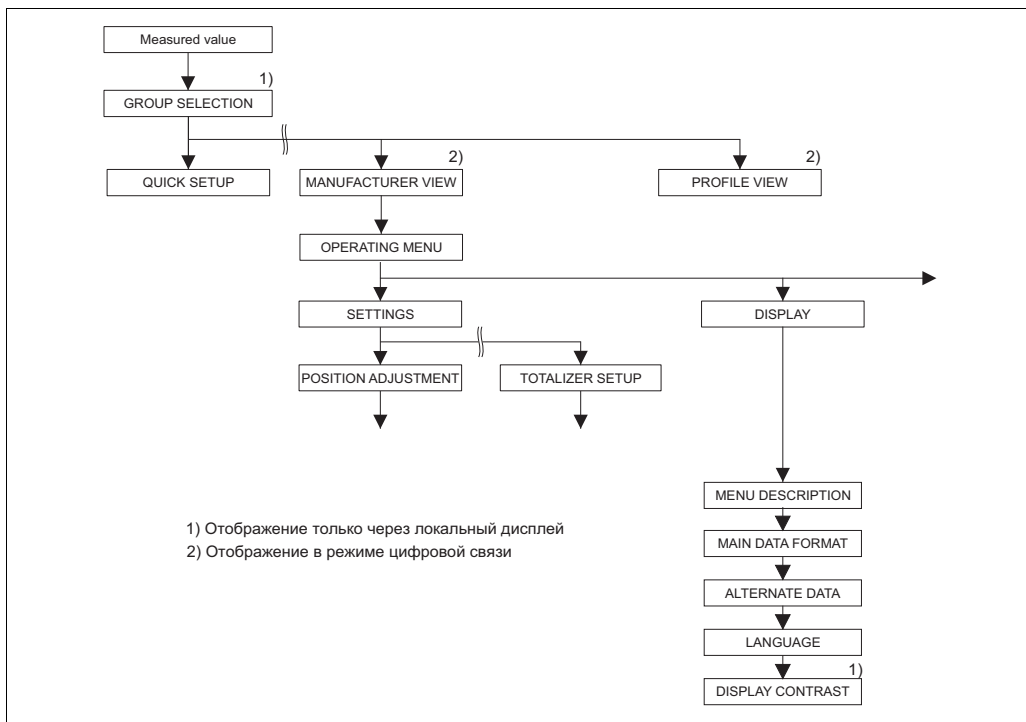 Measured value
1)
GROUP SELECTION
2)
2)
QUICK SETUP
MANUFACTURER VIEW
PROFILE VIEW
OPERATING MENU
SETTINGS
DISPLAY
POSITION ADJUSTMENT
TOTALIZER SETUP
MENU DESCRIPTION
1) Отображение только через локальный дисплей
2) Отображение в режиме цифровой связи
MAIN DATA FORMAT
ALTERNATE DATA
LANGUAGE
1)
DISPLAY CONTRAST